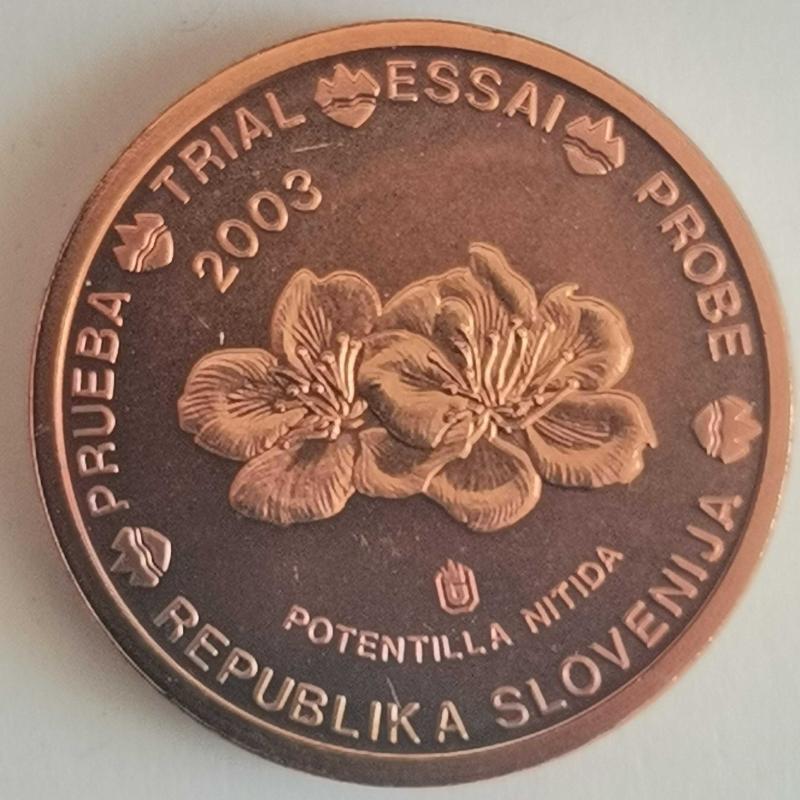 PRUEBA TRIAL ESSAI PROBE
2003
POTENTILLA NITIDA
REPUBLIKA SLOVENIJA